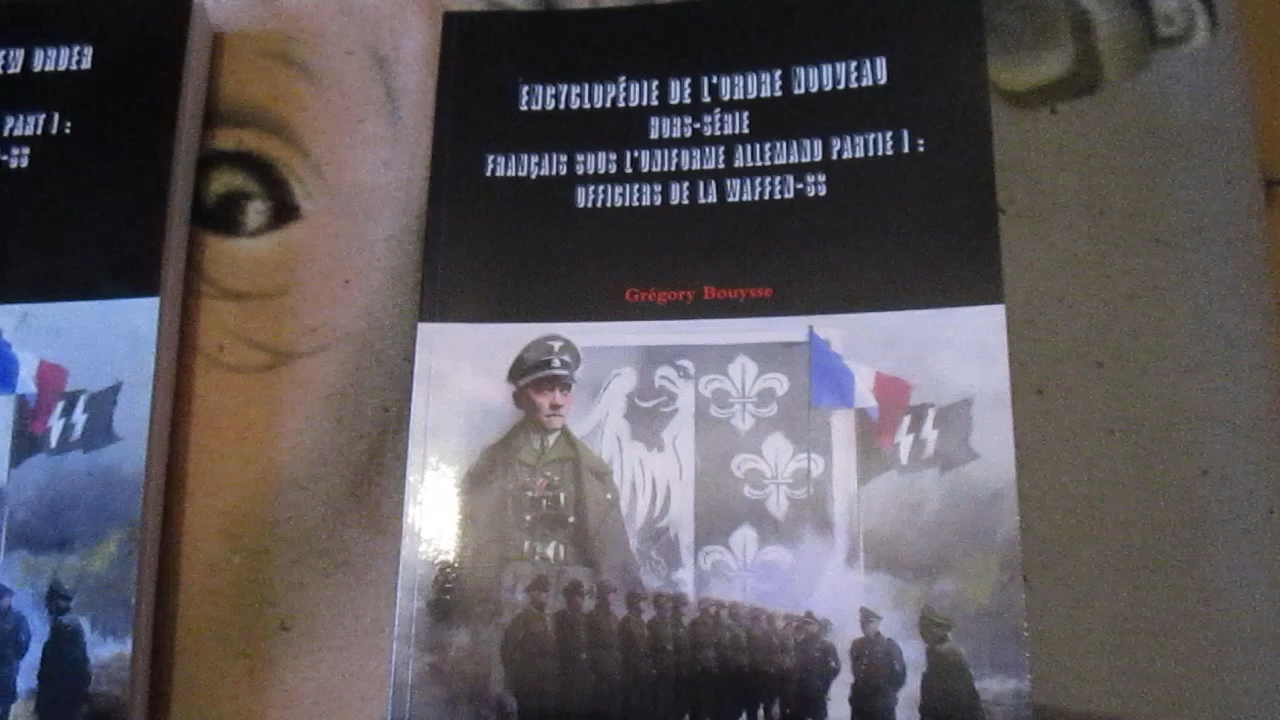 EW ORDER
PART I :
-SS
ENCYCLOPÉDIE DE L'ORDRE NOUVEAU
HORS-SÉRIE
FRANÇAIS SOUS L'UNIFORME ALLEMAND PARTIE I :
OFFICIERS DE LA WAFFEN-SS
Grégory Bouysse